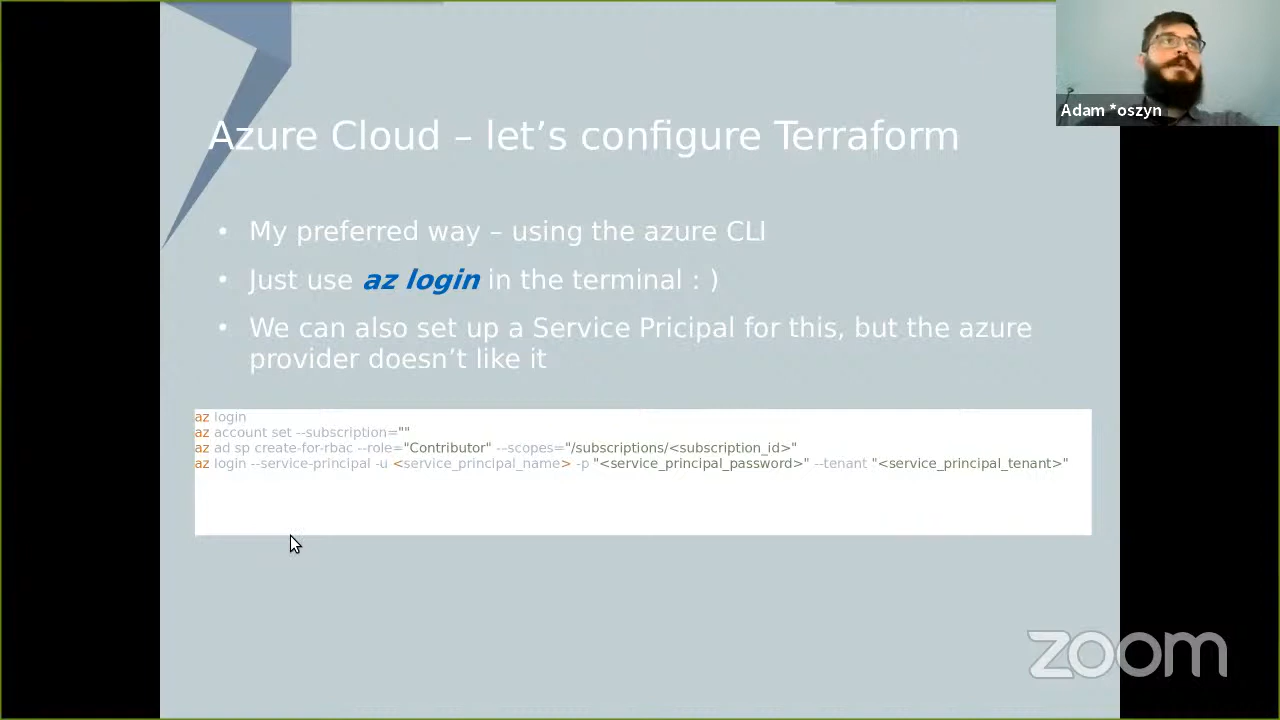 Adam *oszyn
Azure Cloud – let’s configure Terraform
• My preferred way – using the azure CLI
• Just use az login in the terminal : )
• We can also set up a Service Pricipal for this, but the azure
provider doesn’t like it
az login
az account set --subscription=""
az ad sp create-for-rbac --role="Contributor" --scopes="/subscriptions/<subscription_id>"
az login --service-principal -u <service_principal_name> -p "<service_principal_password>" --tenant "<service_principal_tenant>"
zoom